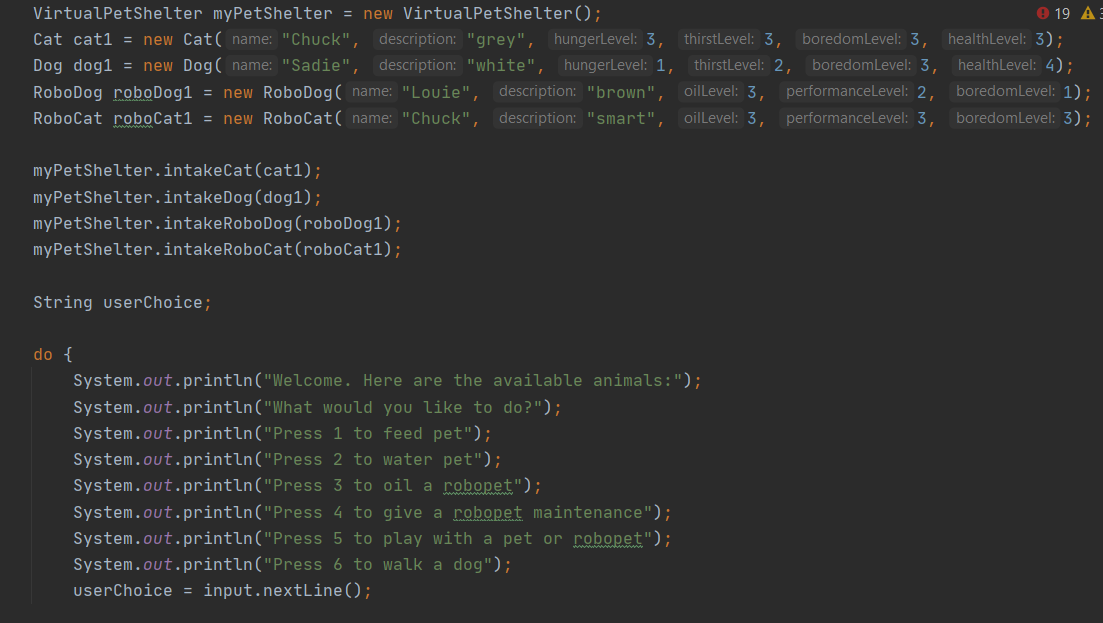 VirtualPetShelter myPetShelter = new VirtualPetShelter(); 19
Cat cat1 = new Cat( name: "Chuck", description: "grey", hungerLevel: 3, thirstLevel: 3, boredomLevel: 3, healthLevel: 3);
Dog dog1 = new Dog( name: "Sadie", description: "white", hungerLevel: 1, thirstLevel: 2, boredomLevel: 3, healthLevel: 4);
RoboDog roboDog1 = new RoboDog( name: "Louie", description: "brown", oilLevel: 3, performanceLevel: 2, boredomLevel: 1);
RoboCat roboCat1 = new RoboCat( name: "Chuck", description: "smart", oilLevel: 3, performanceLevel: 3, boredomLevel: 3);
myPetShelter.intakeCat(cat1);
myPetShelter.intakeDog(dog1);
myPetShelter.intakeRoboDog(roboDog1);
myPetShelter.intakeRoboCat(roboCat1);
String userChoice;
do {
System.out.println("Welcome. Here are the available animals:");
System.out.println("What would you like to do?");
System.out.println("Press 1 to feed pet");
System.out.println("Press 2 to water pet");
System.out.println("Press 3 to oil a robopet");
System.out.println("Press 4 to give a robopet maintenance");
System.out.println("Press 5 to play with a pet or robopet");
System.out.println("Press 6 to walk a dog");
userChoice = input.nextLine();